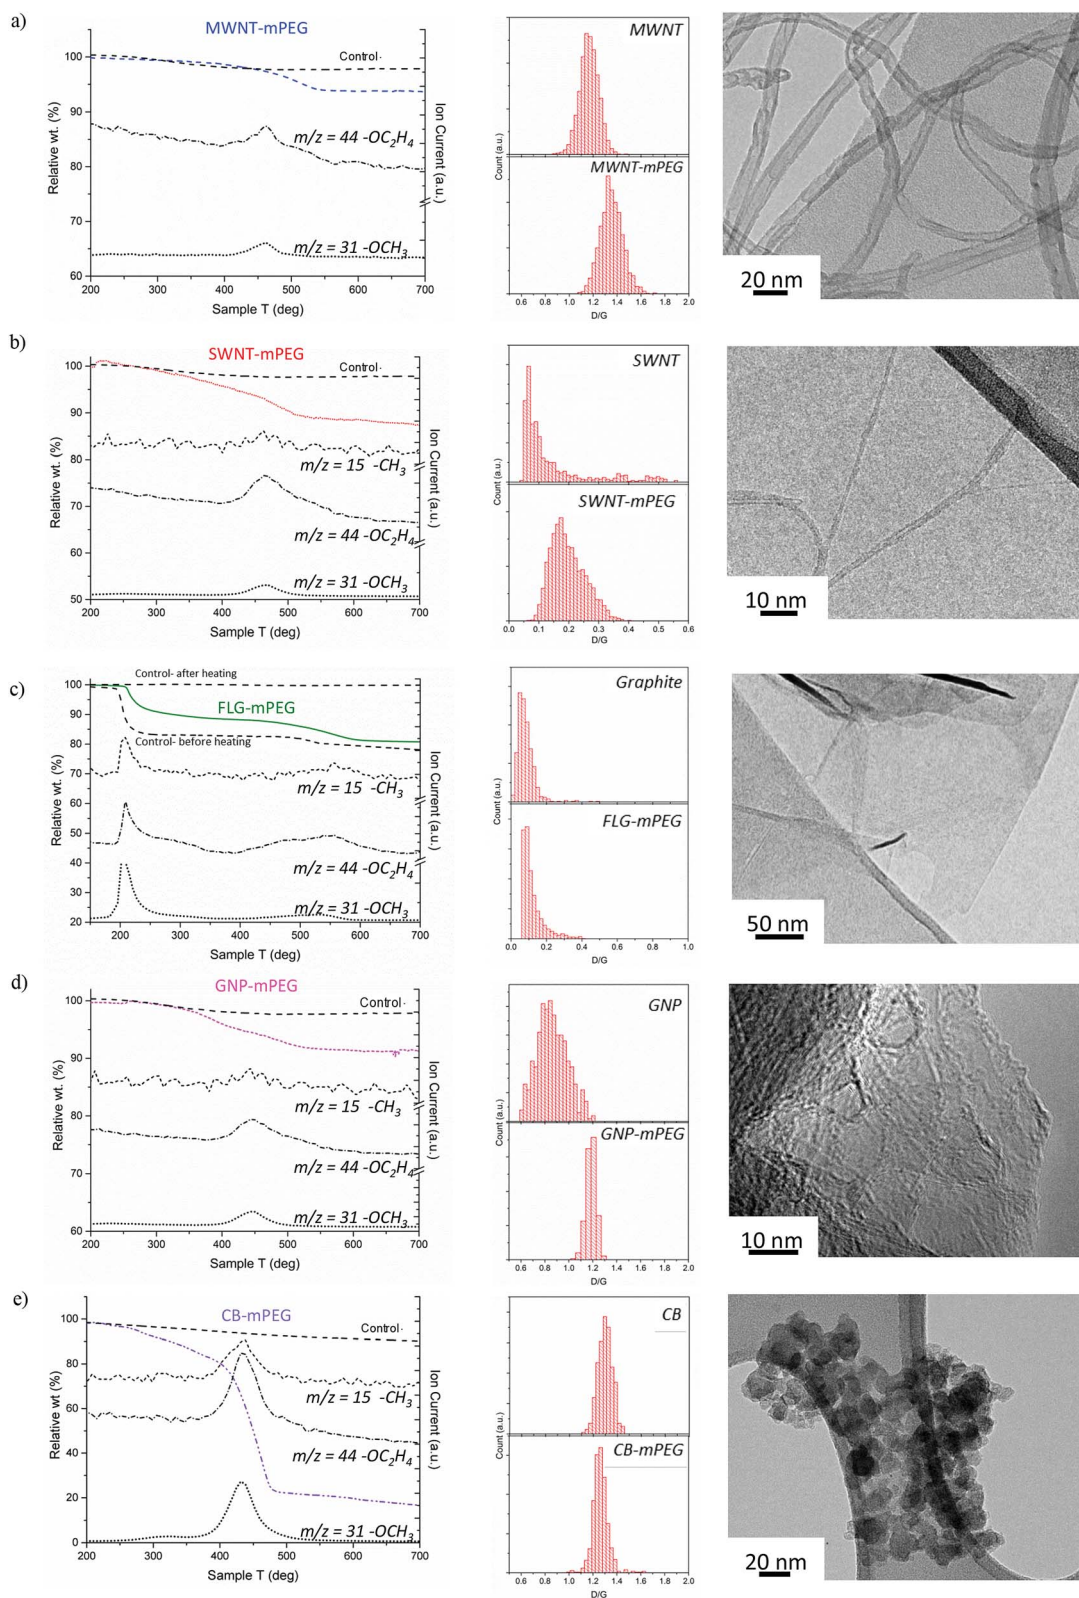 a)
MWNT-mPEG
Control
Relative wt. (%)
100
95
90
85
80
75
70
65
60
m/z = 44 -OC2H4
m/z = 31 -OCH3
Ion Current (a.u.)
200 300 400 500 600 700
Sample T (deg)
MWNT
MWNT-mPEG
Count (a.u.)
0.6 0.8 1.0 1.2 1.4 1.6 1.8 2.0
D/G
20 nm
b)
SWNT-mPEG
Control
Relative wt. (%)
100
90
80
70
60
50
m/z = 15 -CH3
m/z = 44 -OC2H4
m/z = 31 -OCH3
Ion Current (a.u.)
200 300 400 500 600 700
Sample T (deg)
SWNT
Count (a.u.)
SWNT-mPEG
Count (a.u.)
0.0 0.1 0.2 0.3 0.4 0.5 0.6
D/G
10 nm
c)
Control- after heating
FLG-mPEG
Control- before heating
Relative wt. (%)
100
80
60
40
30
20
m/z = 15 -CH3
m/z = 44 -OC2H4
m/z = 31 -OCH3
Ion Current (a.u.)
200 300 400 500 600 700
Sample T (deg)
Graphite
FLG-mPEG
Count (a.u.)
0.0 0.2 0.4 0.6 0.8 1.0
D/G
50 nm
d)
GNP-mPEG
Control
Relative wt. (%)
100
90
80
70
60
m/z = 15 -CH3
m/z = 44 -OC2H4
m/z = 31 -OCH3
Ion Current (a.u.)
200 300 400 500 600 700
Sample T (deg)
GNP
GNP-mPEG
Count (a.u.)
0.6 0.8 1.0 1.2 1.4 1.6 1.8 2.0
D/G
10 nm
e)
CB-mPEG
Control
Relative wt (%)
100
80
60
40
20
0
m/z = 15 -CH3
m/z = 44 -OC2H4
m/z = 31 -OCH3
Ion Current (a.u.)
200 300 400 500 600 700
Sample T (deg)
CB
CB-mPEG
Count (a.u.)
0.6 0.8 1.0 1.2 1.4 1.6 1.8 2.0
D/G
20 nm